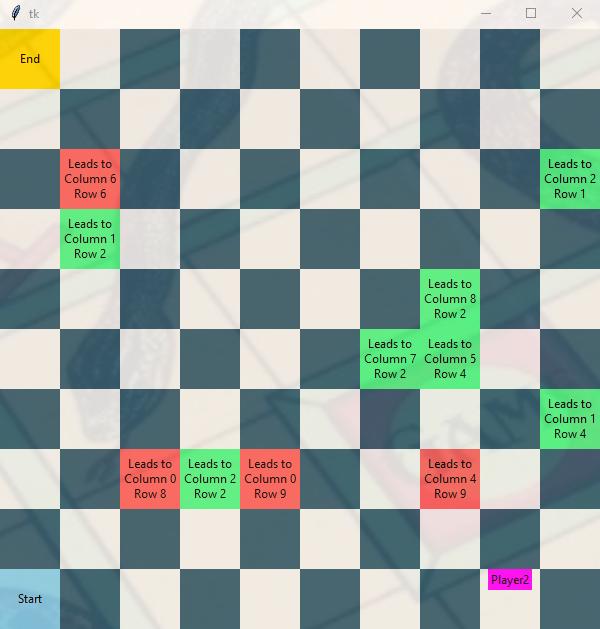 tk
End
Leads to
Column 6
Row 6
Leads to
Column 2
Row 1
Leads to
Column 1
Row 2
Leads to
Column 8
Row 2
Leads to
Column 7
Row 2
Leads to
Column 5
Row 4
Leads to
Column 1
Row 4
Leads to
Column 0
Row 8
Leads to
Column 2
Row 2
Leads to
Column 0
Row 9
Leads to
Column 4
Row 9
Start
Player2